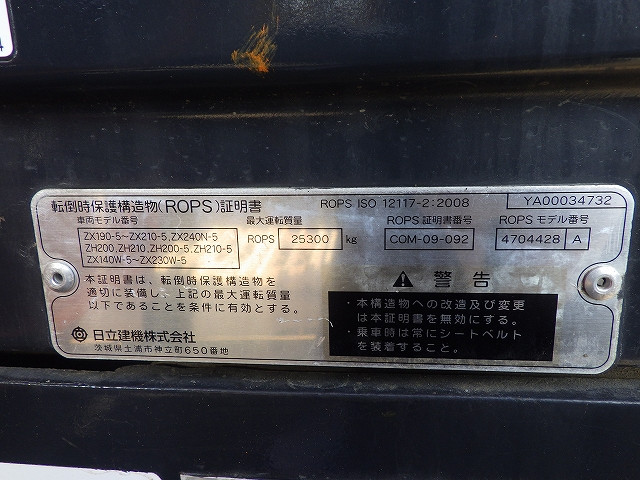 転倒時保護構造物(ROPS)証明書 ROPS ISO 12117-2:2008 YA00034732
車両モデル番号 最大運転質量 ROPS 証明書番号 ROPS モデル番号
ZX190-5~ZX210-5,ZX240N-5
ZH200,ZH210,ZH200-5,ZH210-5
ZX140W-5~ZX230W-5
ROPS 25300 kg COM-09-092 4704428 A
本証明書は、転倒時保護構造物を
適切に装備し、上記の最大運転質量
以下であることを条件に有効とする。
日立建機株式会社
茨城県土浦市神立町650番地
警告
・本構造物への改造及び変更
は本証明書を無効にする。
・乗車時は常にシートベルト
を装着すること。